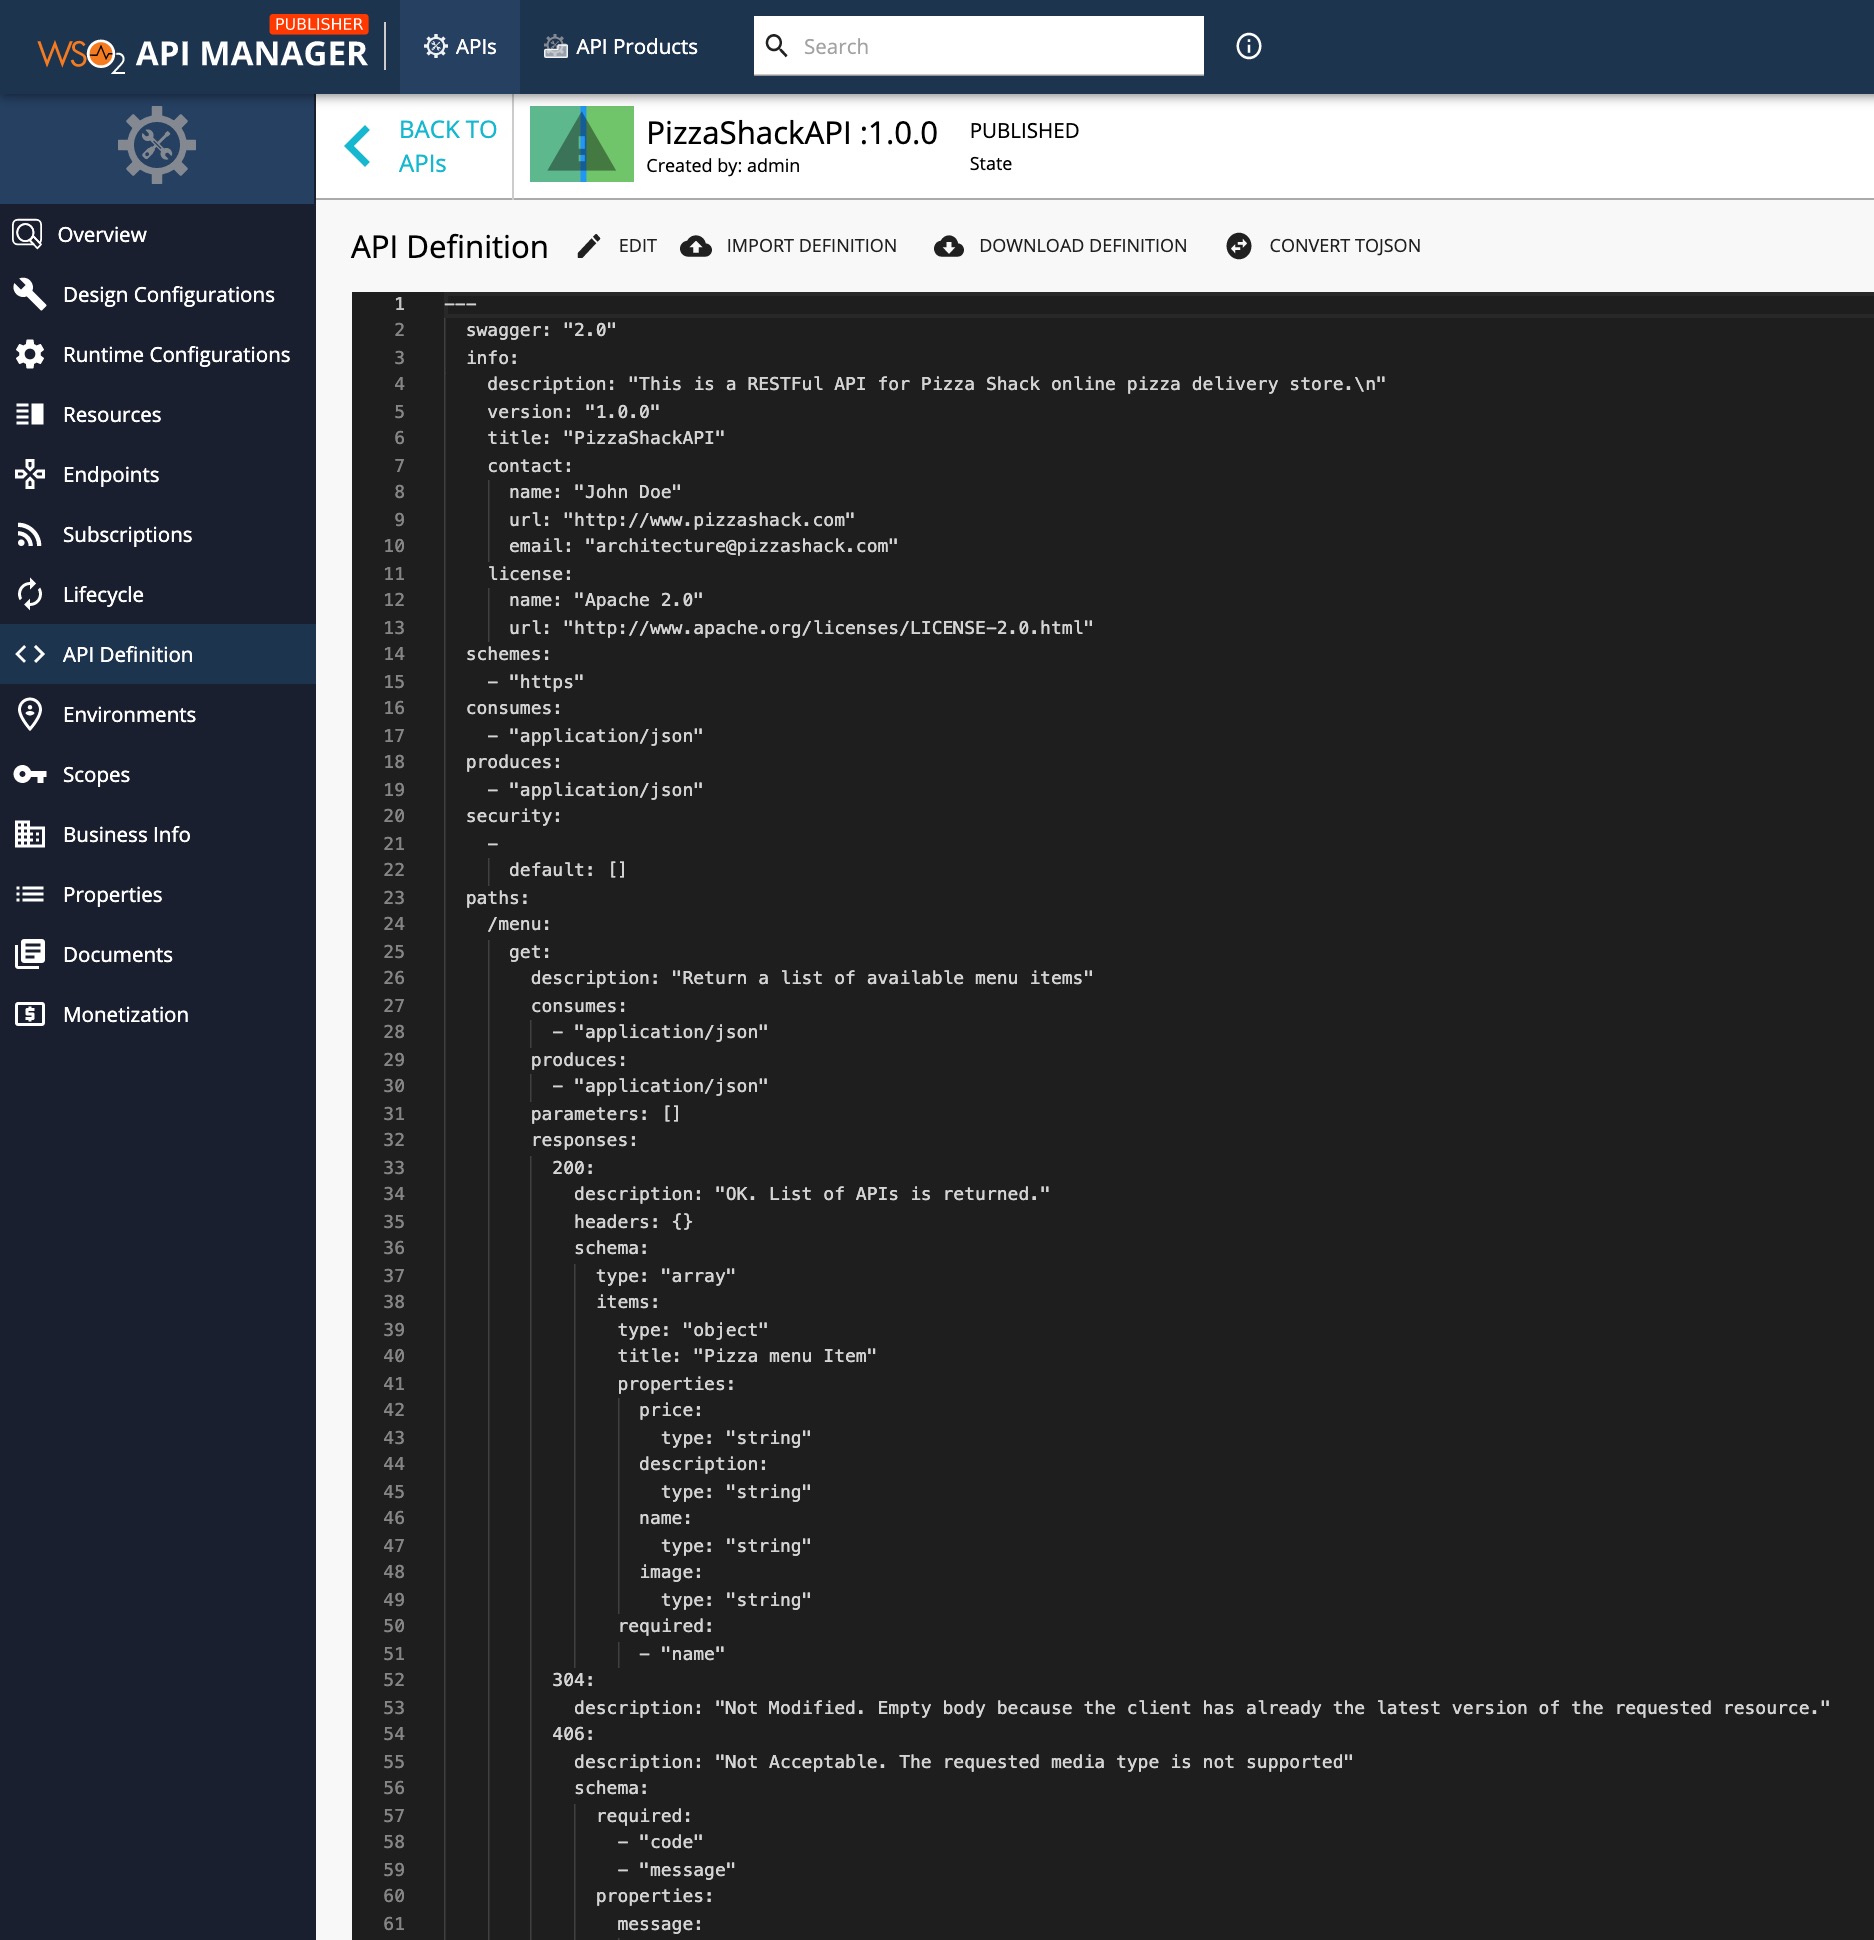 PUBLISHER
WSO2 API MANAGER
APIs
API Products
Search
BACK TO
APIs
PizzaShackAPI :1.0.0
Created by: admin
PUBLISHED
State
Overview
Design Configurations
Runtime Configurations
Resources
Endpoints
Subscriptions
Lifecycle
API Definition
Environments
Scopes
Business Info
Properties
Documents
Monetization
API Definition
EDIT
IMPORT DEFINITION
DOWNLOAD DEFINITION
CONVERT TOJSON
1 ---
2 swagger: "2.0"
3 info:
4 description: "This is a RESTFul API for Pizza Shack online pizza delivery store.\n"
5 version: "1.0.0"
6 title: "PizzaShackAPI"
7 contact:
8 name: "John Doe"
9 url: "http://www.pizzashack.com"
10 email: "architecture@pizzashack.com"
11 license:
12 name: "Apache 2.0"
13 url: "http://www.apache.org/licenses/LICENSE-2.0.html"
14 schemes:
15 - "https"
16 consumes:
17 - "application/json"
18 produces:
19 - "application/json"
20 security:
21 -
22 default: []
23 paths:
24 /menu:
25 get:
26 description: "Return a list of available menu items"
27 consumes:
28 - "application/json"
29 produces:
30 - "application/json"
31 parameters: []
32 responses:
33 200:
34 description: "OK. List of APIs is returned."
35 headers: {}
36 schema:
37 type: "array"
38 items:
39 type: "object"
40 title: "Pizza menu Item"
41 properties:
42 price:
43 type: "string"
44 description:
45 type: "string"
46 name:
47 type: "string"
48 image:
49 type: "string"
50 required:
51 - "name"
52 304:
53 description: "Not Modified. Empty body because the client has already the latest version of the requested resource."
54 406:
55 description: "Not Acceptable. The requested media type is not supported"
56 schema:
57 required:
58 - "code"
59 - "message"
60 properties:
61 message: